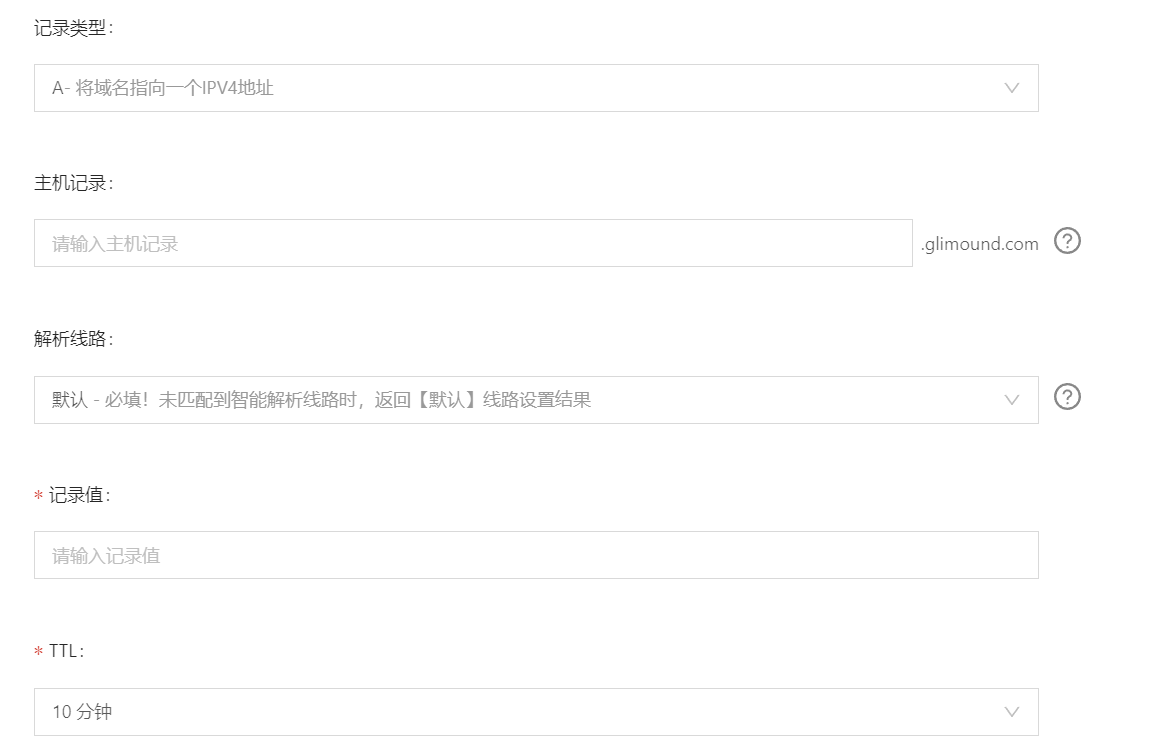 记录类型:
A- 将域名指向一个IPV4地址
主机记录:
请输入主机记录
.glimound.com ?
解析线路:
默认 - 必填！未匹配到智能解析线路时，返回【默认】线路设置结果 ?
* 记录值:
请输入记录值
* TTL:
10 分钟